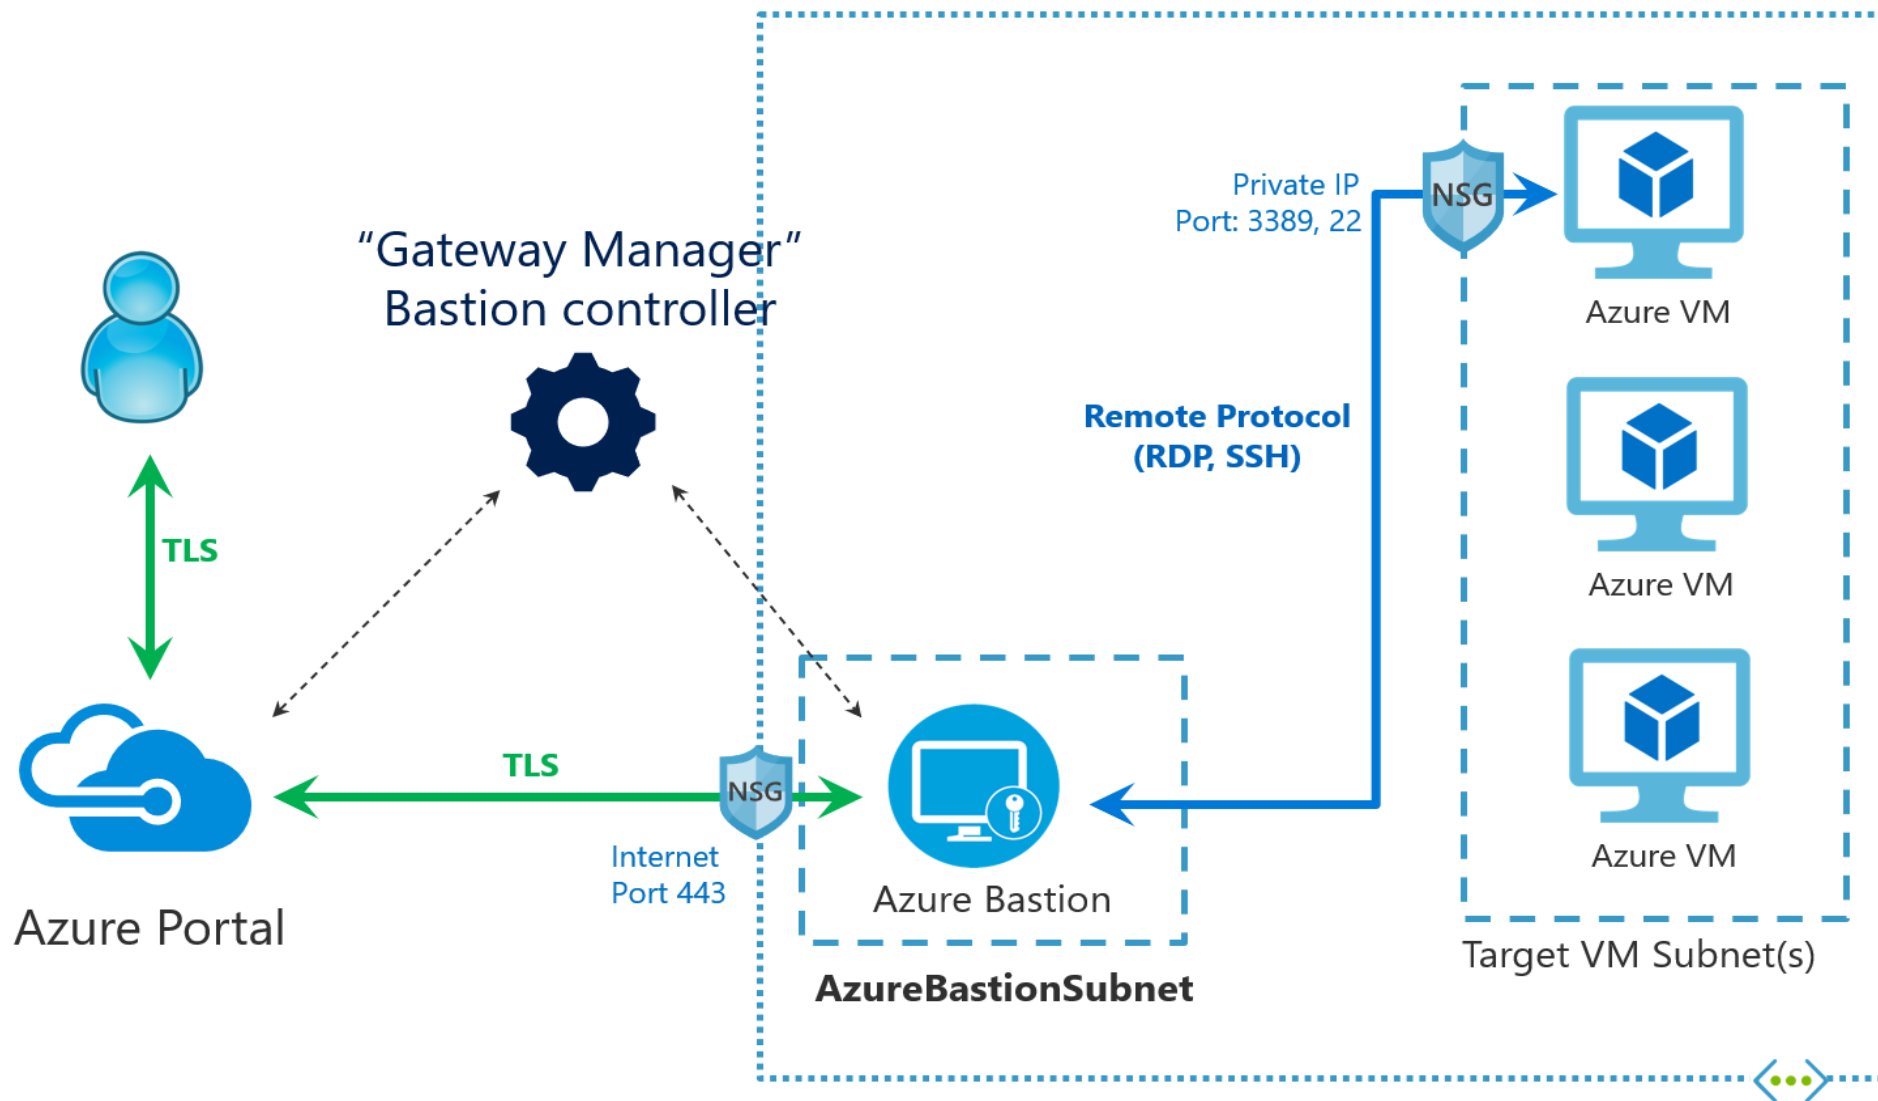 “Gateway Manager”
Bastion controller
Private IP
Port: 3389, 22
NSG
Azure VM
Remote Protocol
(RDP, SSH)
Azure VM
TLS
TLS
NSG
Internet
Port 443
Azure Bastion
Azure VM
Azure Portal
AzureBastionSubnet
Target VM Subnet(s)